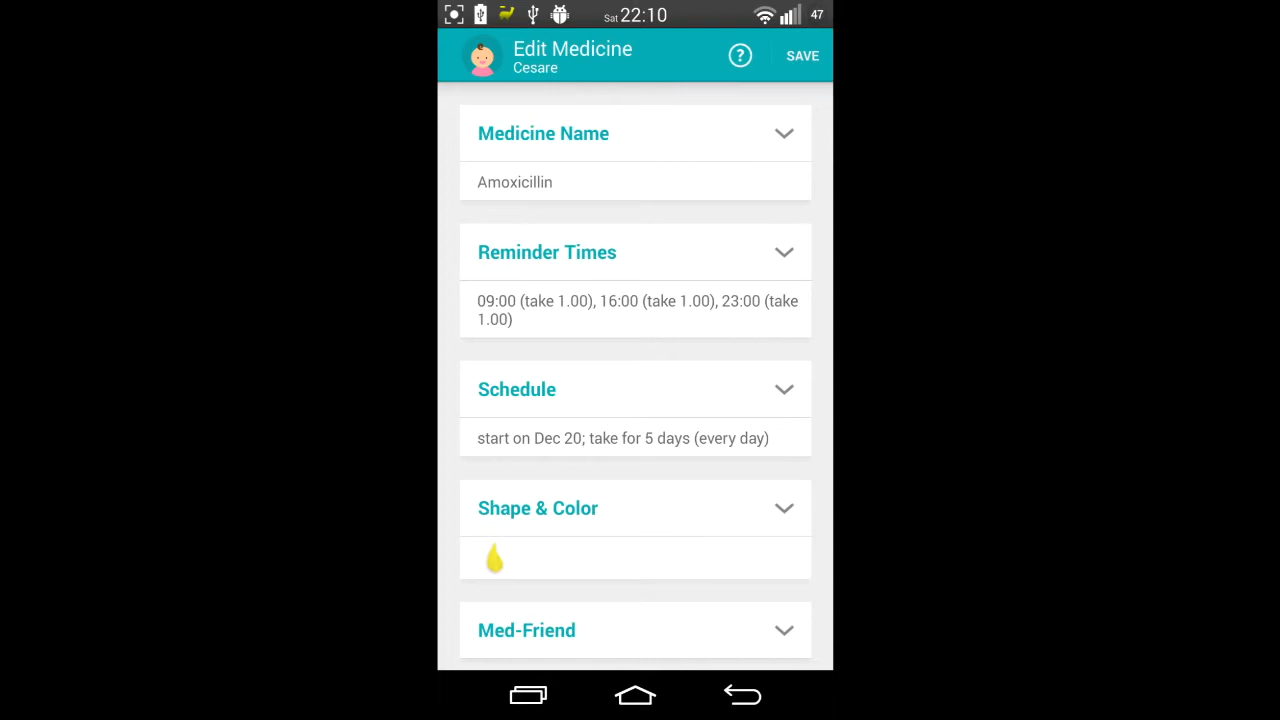 Sat 22:10 47
Edit Medicine
Cesare
? SAVE
Medicine Name
Amoxicillin
Reminder Times
09:00 (take 1.00), 16:00 (take 1.00), 23:00 (take
1.00)
Schedule
start on Dec 20; take for 5 days (every day)
Shape & Color
Med-Friend